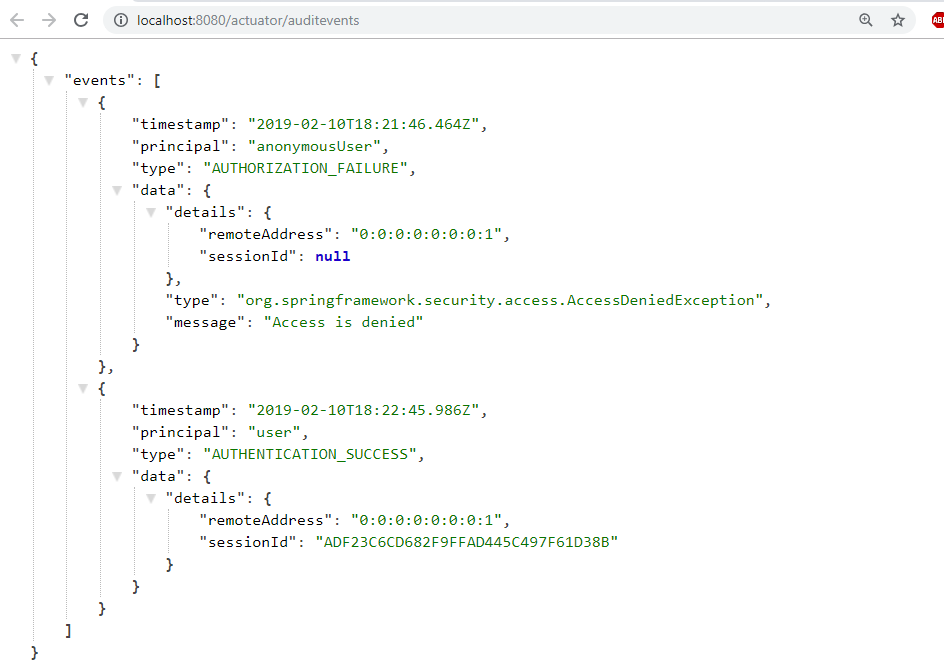 localhost:8080/actuator/auditevents
ABP
{
"events": [
{
"timestamp": "2019-02-10T18:21:46.464Z",
"principal": "anonymousUser",
"type": "AUTHORIZATION_FAILURE",
"data": {
"details": {
"remoteAddress": "0:0:0:0:0:0:0:1",
"sessionId": null
},
"type": "org.springframework.security.access.AccessDeniedException",
"message": "Access is denied"
}
},
{
"timestamp": "2019-02-10T18:22:45.986Z",
"principal": "user",
"type": "AUTHENTICATION_SUCCESS",
"data": {
"details": {
"remoteAddress": "0:0:0:0:0:0:0:1",
"sessionId": "ADF23C6CD682F9FFAD445C497F61D38B"
}
}
}
]
}